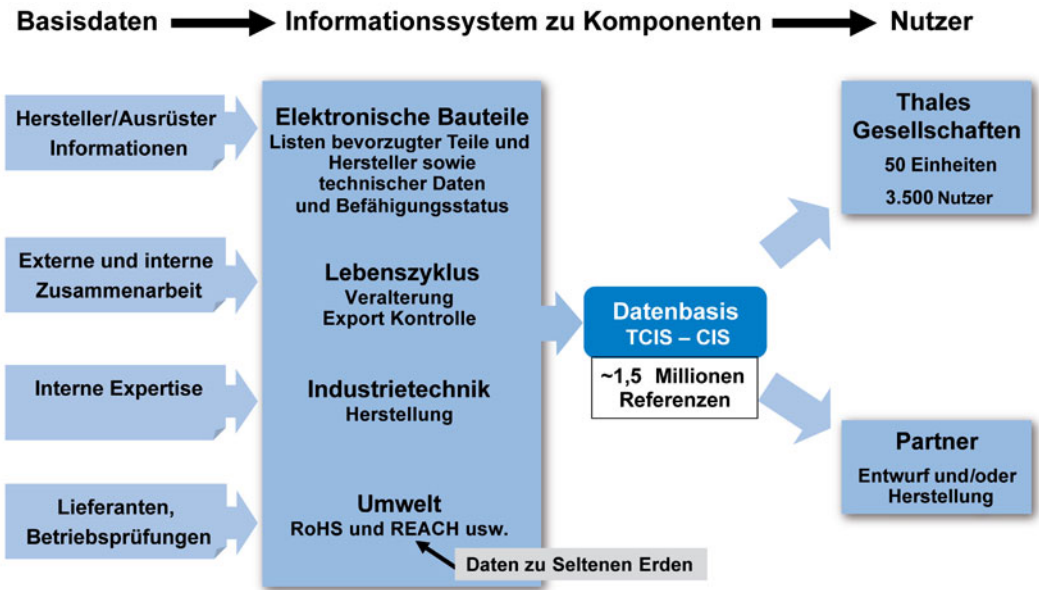 Basisdaten
Informationssystem zu Komponenten
Nutzer
Hersteller/Ausrüster
Informationen
Externe und interne
Zusammenarbeit
Interne Expertise
Lieferanten,
Betriebsprüfungen
Elektronische Bauteile
Listen bevorzugter Teile und
Hersteller sowie
technischer Daten
und Befähigungsstatus
Lebenszyklus
Veralterung
Export Kontrolle
Industrietechnik
Herstellung
Umwelt
RoHS und REACH usw.
Daten zu Seltenen Erden
Datenbasis
TCIS – CIS
~1,5 Millionen
Referenzen
Thales
Gesellschaften
50 Einheiten
3.500 Nutzer
Partner
Entwurf und/oder
Herstellung